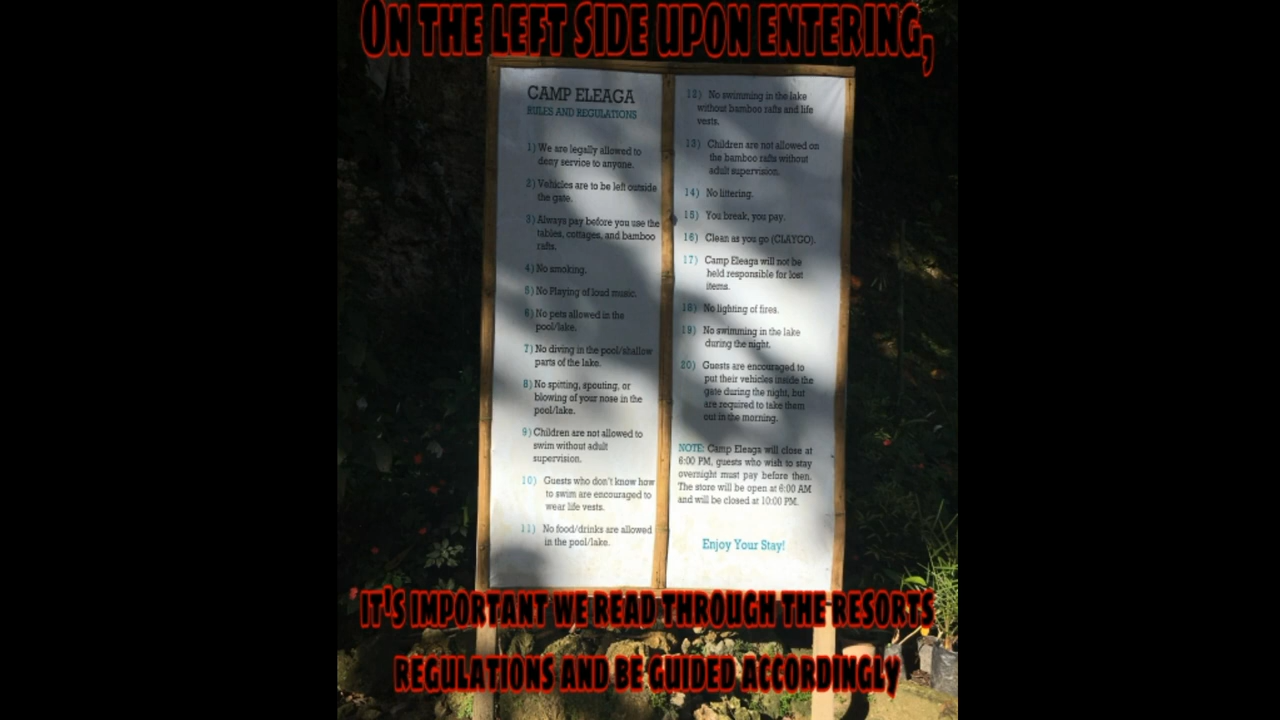 ON THE LEFT SIDE UPON ENTERING,
CAMP ELEAGA
RULES AND REGULATIONS
1) We are legally allowed to
deny service to anyone.
2) Vehicles are to be left outside
the gate.
3) Always pay before you use the
tables, cottages, and bamboo
rafts.
4) No smoking.
5) No Playing of loud music.
6) No pets allowed in the
pool/lake.
7) No diving in the pool/shallow
parts of the lake.
8) No spitting, spouting, or
blowing of your nose in the
pool/lake.
9) Children are not allowed to
swim without adult
supervision.
10) Guests who don't know how
to swim are encouraged to
wear life vests.
11) No food/drinks are allowed
in the pool/lake.
12) No swimming in the lake
without bamboo rafts and life
vests.
13) Children are not allowed on
the bamboo rafts without
adult supervision.
14) No littering.
15) You break, you pay.
16) Clean as you go (CLAYGO).
17) Camp Eleaga will not be
held responsible for lost
items.
18) No lighting of fires.
19) No swimming in the lake
during the night.
20) Guests are encouraged to
put their vehicles inside the
gate during the night, but
are required to take them
out in the morning.
NOTE: Camp Eleaga will close at
6:00 PM, guests who wish to stay
overnight must pay before then.
The store will be open at 6:00 AM
and will be closed at 10:00 PM.
Enjoy Your Stay!
IT'S IMPORTANT WE READ THROUGH THE RESORTS
REGULATIONS AND BE GUIDED ACCORDINGLY